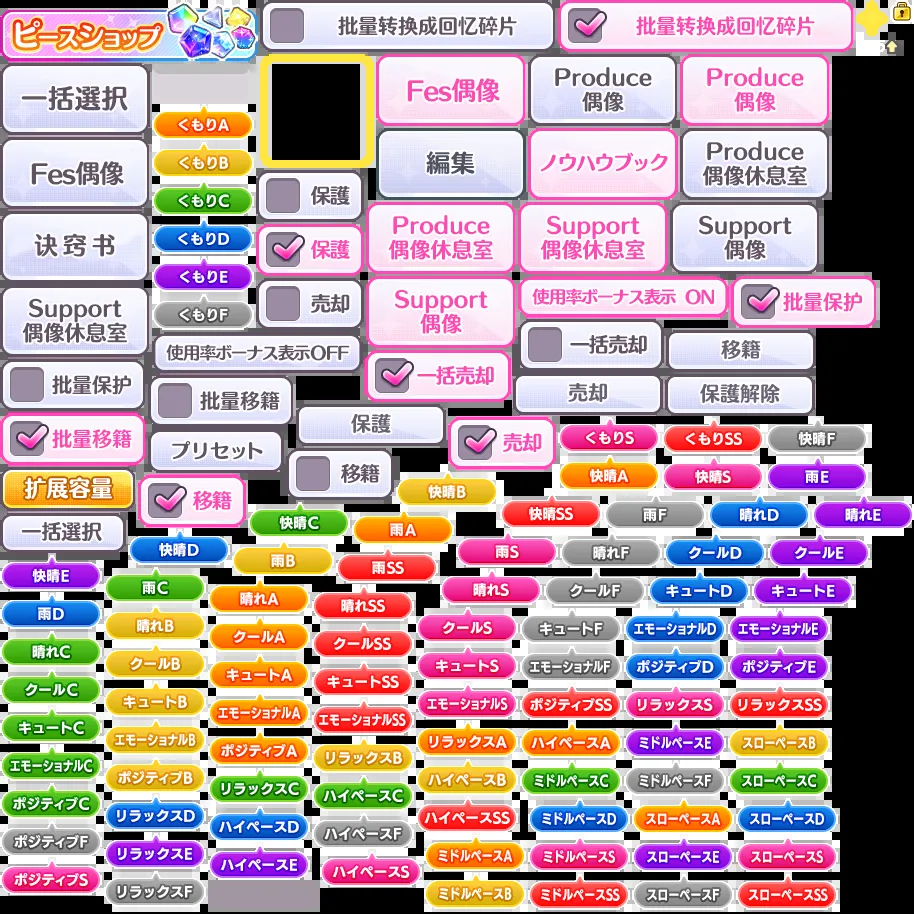 ピースショップ
批量转换成回忆碎片
批量转换成回忆碎片
一括選択
くもりA
Fes偶像
Produce
偶像
Produce
偶像
Fes偶像
くもりB
くもりC
保護
編集
ノウハウブック
Produce
偶像休息室
诀窍书
くもりD
くもりE
保護
Produce
偶像休息室
Support
偶像休息室
Support
偶像
Support
偶像休息室
くもりF
売却
Support
偶像
使用率ボーナス表示 ON
批量保护
使用率ボーナス表示OFF
一括売却
移籍
批量保护
批量移籍
一括売却
売却
保護解除
批量移籍
プリセット
保護
売却
くもりS
くもりSS
快晴F
扩展容量
移籍
移籍
快晴B
快晴A
快晴S
雨E
一括選択
快晴C
雨A
快晴SS
雨F
晴れD
晴れE
快晴D
雨B
雨SS
雨S
晴れF
クールD
クールE
快晴E
雨C
晴れA
晴れSS
晴れS
クールF
キュートD
キュートE
雨D
晴れB
クールA
クールSS
クールS
キュートF
エモーショナルD
エモーショナルE
晴れC
クールB
キュートA
キュートSS
キュートS
エモーショナルF
ポジティブD
ポジティブE
クールC
キュートB
エモーショナルA
エモーショナルSS
エモーショナルS
ポジティブSS
リラックスS
リラックスSS
キュートC
エモーショナルB
ポジティブA
リラックスB
リラックスA
ハイペースA
ミドルペースE
スローペースB
エモーショナルC
ポジティブB
リラックスC
ハイペースC
ハイペースB
ミドルペースC
ミドルペースF
スローペースC
ポジティブC
リラックスD
ハイペースD
ハイペースF
ハイペースSS
ミドルペースD
スローペースA
スローペースD
ポジティブF
リラックスE
ハイペースE
ハイペースS
ミドルペースA
ミドルペースS
スローペースE
スローペースS
ポジティブS
リラックスF
ミドルペースB
ミドルペースSS
スローペースF
スローペースSS